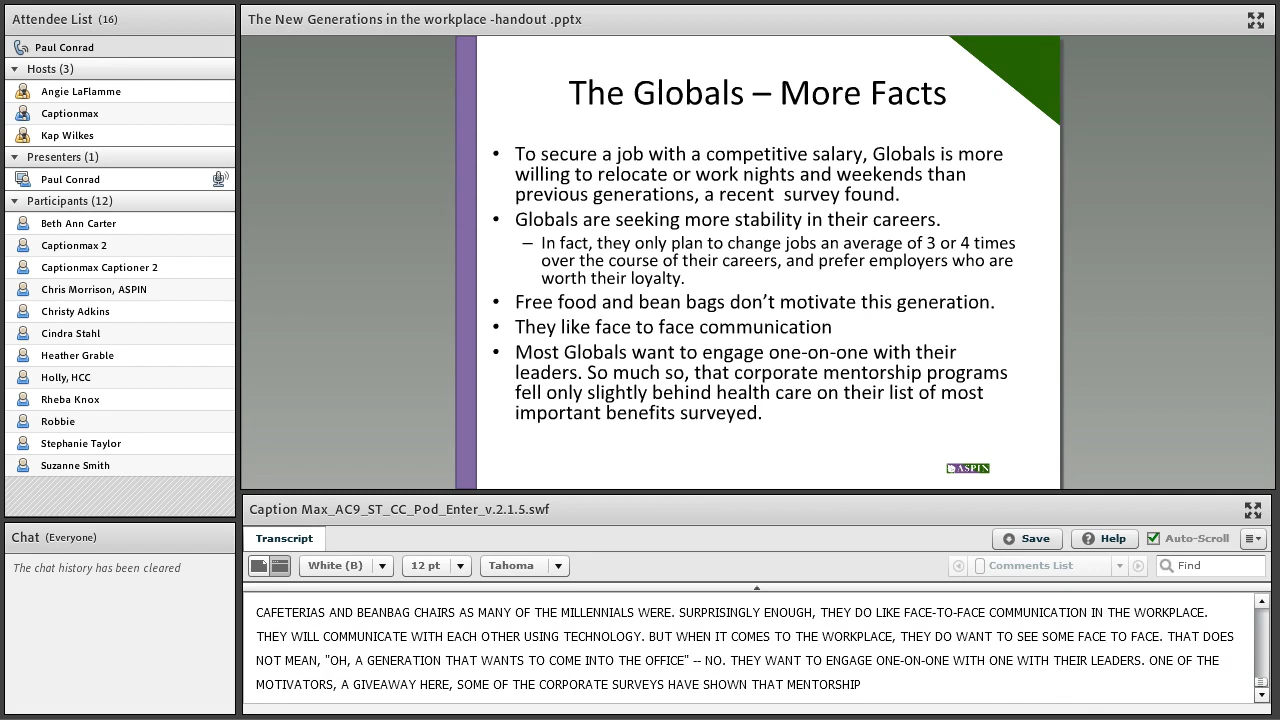 Attendee List (16)
Paul Conrad
Hosts (3)
Angie LaFlamme
Captionmax
Kap Wilkes
Presenters (1)
Paul Conrad
Participants (12)
Beth Ann Carter
Captionmax 2
Captionmax Captioner 2
Chris Morrison, ASPIN
Christy Adkins
Cindra Stahl
Heather Grable
Holly, HCC
Rheba Knox
Robbie
Stephanie Taylor
Suzanne Smith
Chat (Everyone)
The chat history has been cleared
The New Generations in the workplace -handout .pptx
The Globals – More Facts
• To secure a job with a competitive salary, Globals is more
willing to relocate or work nights and weekends than
previous generations, a recent  survey found.
• Globals are seeking more stability in their careers.
– In fact, they only plan to change jobs an average of 3 or 4 times
over the course of their careers, and prefer employers who are
worth their loyalty.
• Free food and bean bags don’t motivate this generation.
• They like face to face communication
• Most Globals want to engage one-on-one with their
leaders. So much so, that corporate mentorship programs
fell only slightly behind health care on their list of most
important benefits surveyed.
ASPIN
Caption Max_AC9_ST_CC_Pod_Enter_v.2.1.5.swf
Transcript
Save
Help
Auto-Scroll
White (B)
12 pt
Tahoma
Comments List
Find
CAFETERIAS AND BEANBAG CHAIRS AS MANY OF THE MILLENNIALS WERE. SURPRISINGLY ENOUGH, THEY DO LIKE FACE-TO-FACE COMMUNICATION IN THE WORKPLACE.
THEY WILL COMMUNICATE WITH EACH OTHER USING TECHNOLOGY. BUT WHEN IT COMES TO THE WORKPLACE, THEY DO WANT TO SEE SOME FACE TO FACE. THAT DOES
NOT MEAN, "OH, A GENERATION THAT WANTS TO COME INTO THE OFFICE" -- NO. THEY WANT TO ENGAGE ONE-ON-ONE WITH ONE WITH THEIR LEADERS. ONE OF THE
MOTIVATORS, A GIVEAWAY HERE, SOME OF THE CORPORATE SURVEYS HAVE SHOWN THAT MENTORSHIP